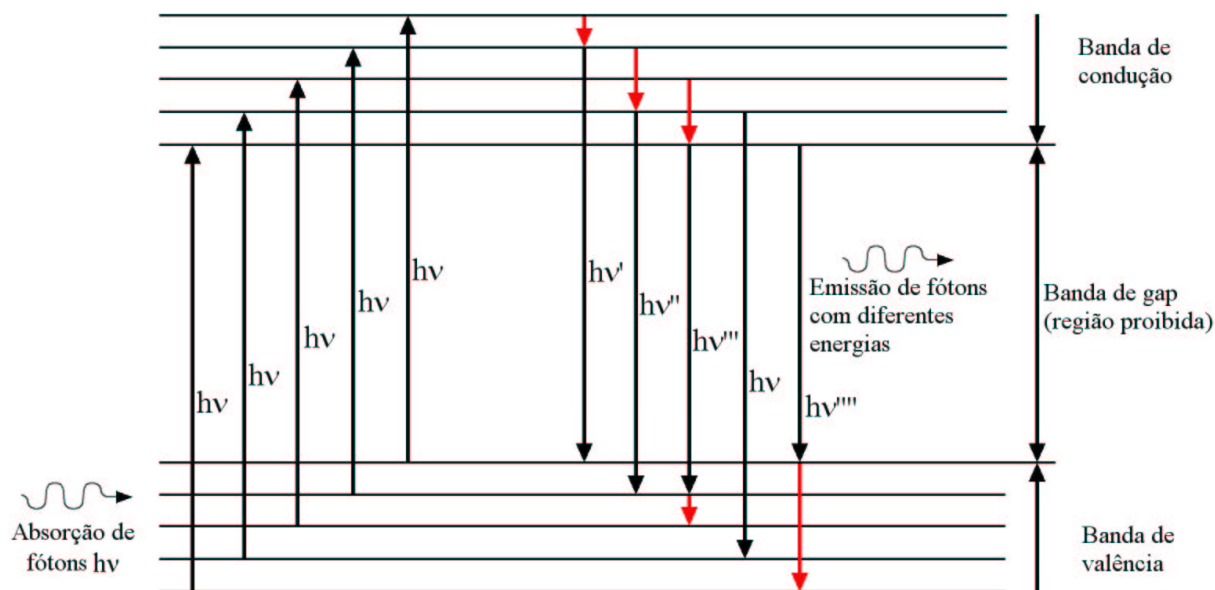 Banda de
condução
hν
hν
hν
hν
hν
hν'
hν''
hν'''
hν
hν''''
Emissão de fótons
com diferentes
energias
Banda de gap
(região proibida)
Absorção de
fótons hν
Banda de
valência